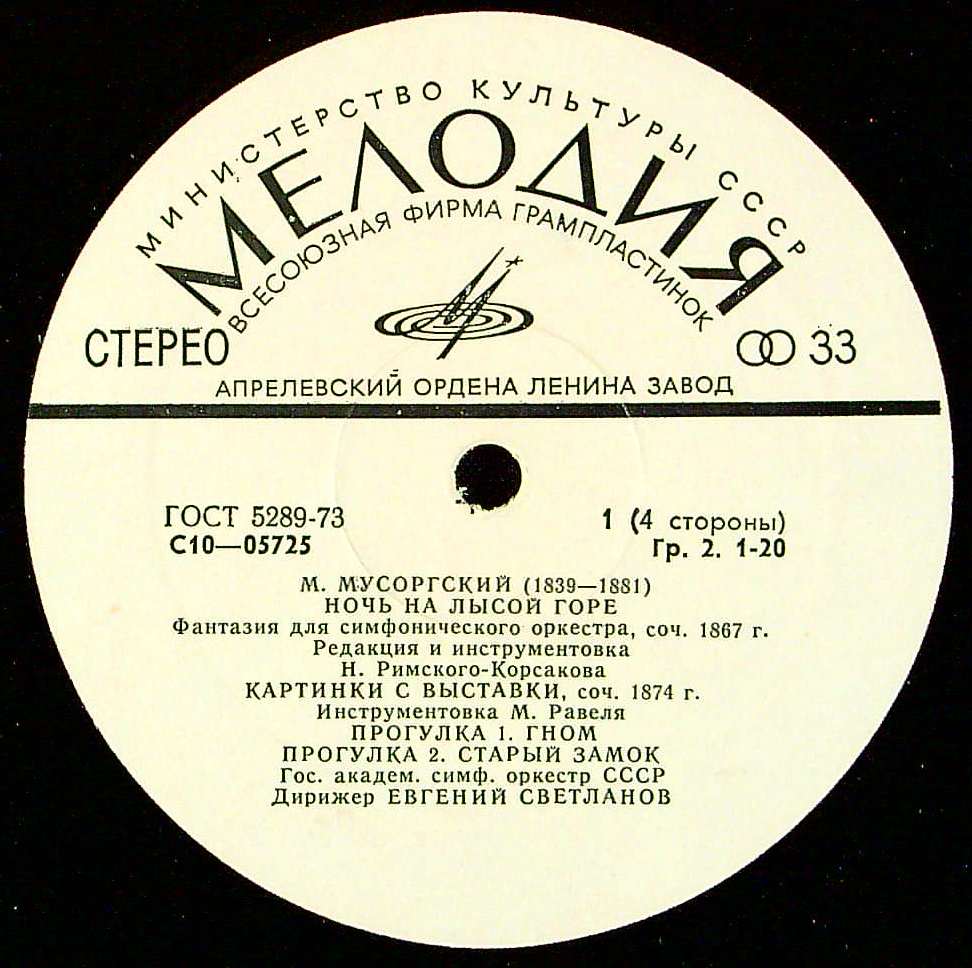 МИНИСТЕРСТВО КУЛЬТУРЫ СССР
МЕЛОДИЯ
ВСЕСОЮЗНАЯ ФИРМА ГРАМПЛАСТИНОК
СТЕРЕО
33
АПРЕЛЕВСКИЙ ОРДЕНА ЛЕНИНА ЗАВОД
ГОСТ 5289-73
1 (4 стороны)
С10—05725
Гр. 2. 1-20
М. МУСОРГСКИЙ (1839—1881)
НОЧЬ НА ЛЫСОЙ ГОРЕ
Фантазия для симфонического оркестра, соч. 1867 г.
Редакция и инструментовка
Н. Римского-Корсакова
КАРТИНКИ С ВЫСТАВКИ, соч. 1874 г.
Инструментовка М. Равеля
ПРОГУЛКА 1. ГНОМ
ПРОГУЛКА 2. СТАРЫЙ ЗАМОК
Гос. академ. симф. оркестр СССР
Дирижер ЕВГЕНИЙ СВЕТЛАНОВ